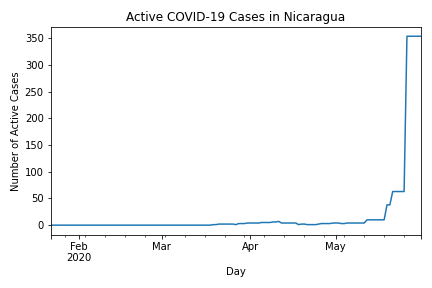 Active COVID-19 Cases in Nicaragua
Number of Active Cases
350
300
250
200
150
100
50
0
Feb
2020
Mar
Apr
May
Day